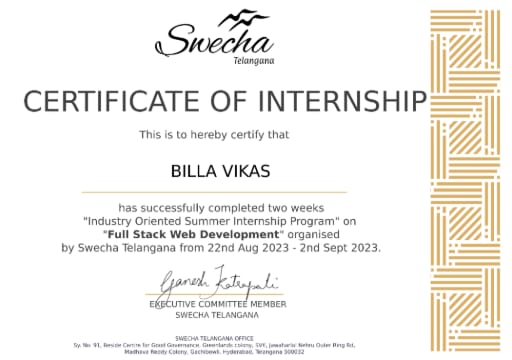 Swecha
Telangana
CERTIFICATE OF INTERNSHIP
This is to hereby certify that
BILLA VIKAS
has successfully completed two weeks
"Industry Oriented Summer Internship Program" on
"Full Stack Web Development" organised
by Swecha Telangana from 22nd Aug 2023 - 2nd Sept 2023.
Ganesh Katrapati
EXECUTIVE COMMITTEE MEMBER
SWECHA TELANGANA
SWECHA TELANGANA OFFICE
Sy. No. 91, Beside Centre for Good Governance, Greenlands colony, Jawaharlal Nehru Outer Ring Rd,
Madhava Reddy Colony, Gachibowli, Hyderabad, Telangana 500032